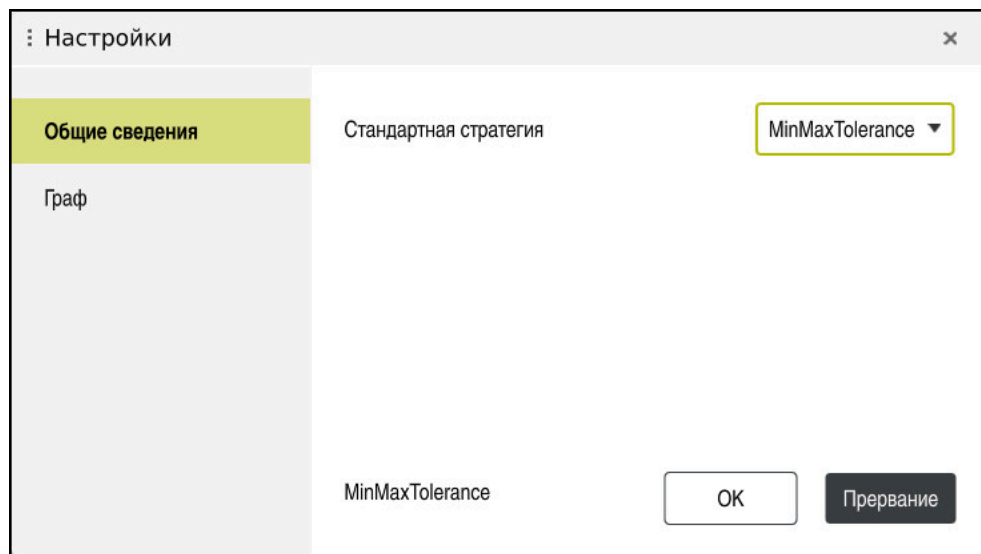 Настройки
Общие сведения
Граф
Стандартная стратегия
MinMaxTolerance
MinMaxTolerance
OK
Прервание